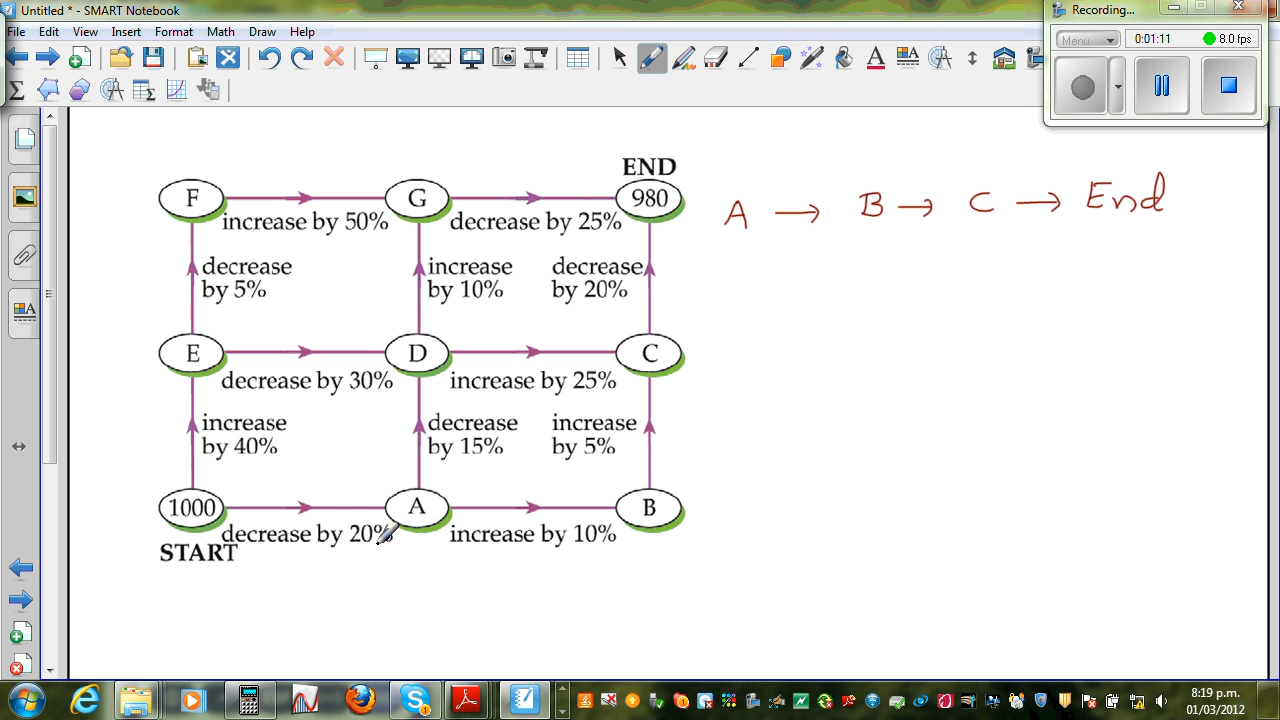 Untitled * - SMART Notebook
Recording...
File Edit View Insert Format Math Draw Help
Menu
0:01:11
8.0 fps
END
F
G
980
increase by 50%
decrease by 25%
A → B → C → End
decrease
by 5%
increase
by 10%
decrease
by 20%
E
D
C
decrease by 30%
increase by 25%
increase
by 40%
decrease
by 15%
increase
by 5%
1000
A
B
decrease by 20%
increase by 10%
START
8:19 p.m.
01/03/2012